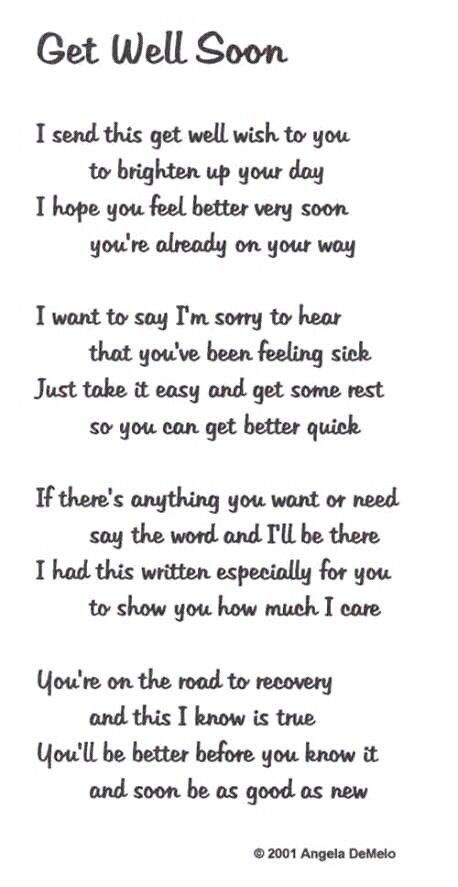 Get Well Soon
I send this get well wish to you
to brighten up your day
I hope you feel better very soon
you're already on your way
I want to say I'm sorry to hear
that you've been feeling sick
Just take it easy and get some rest
so you can get better quick
If there's anything you want or need
say the word and I'll be there
I had this written especially for you
to show you how much I care
You're on the road to recovery
and this I know is true
You'll be better before you know it
and soon be as good as new
© 2001 Angela DeMelo